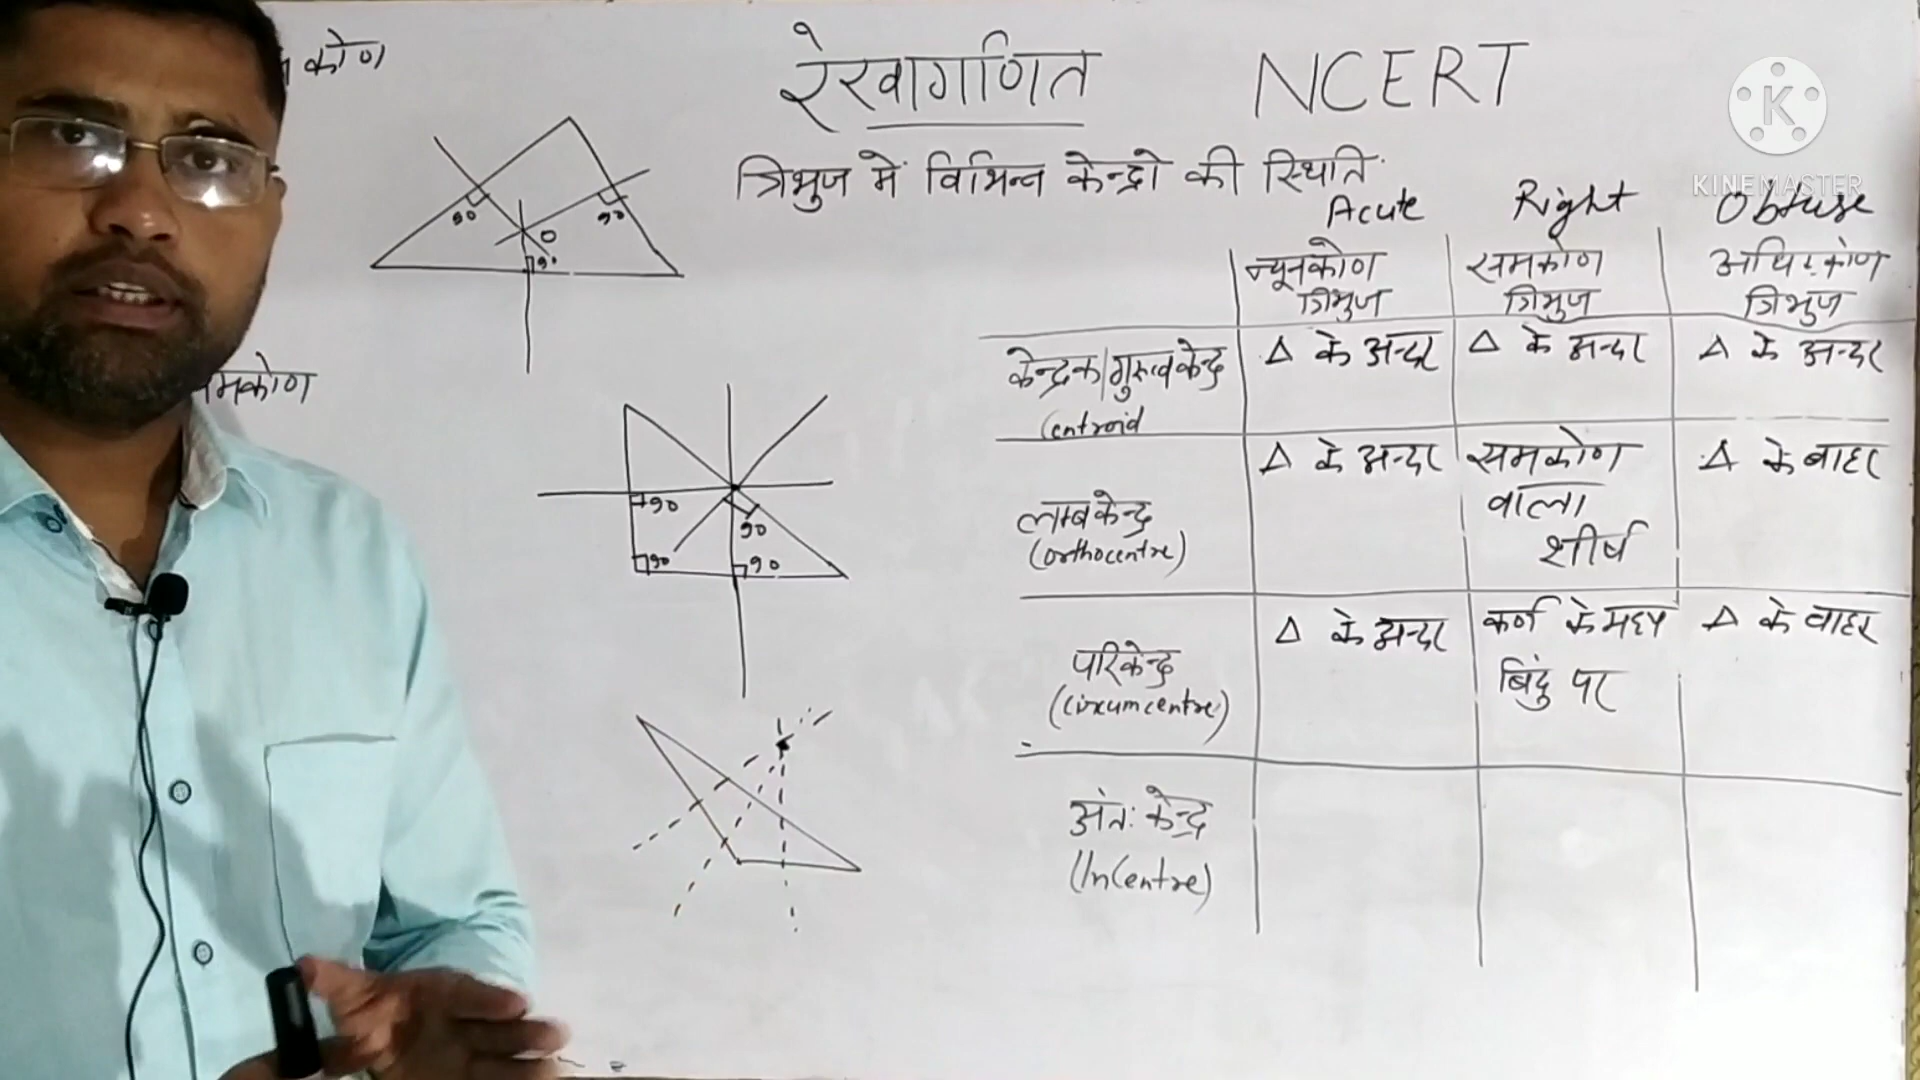 कोण
रेखागणित NCERT
K
KINEMASTER
त्रिभुज में विभिन्न केन्द्रो की स्थिति
Acute Right Obtuse
न्यूनकोण त्रिभुज
समकोण त्रिभुज
अधिककोण त्रिभुज
केन्द्रक/गुरुत्वकेन्द्र
Centroid
Δ के अन्दर
Δ के अन्दर
Δ के अन्दर
लम्बकेन्द्र
(orthocentre)
Δ के अन्दर
समकोण
वाला
शीर्ष
Δ के बाहर
परिकेन्द्र
(circumcentre)
Δ के अन्दर
कर्ण के मध्य
बिंदु पर
Δ के बाहर
अंतः केन्द्र
(InCentre)
90
90
O
90
मकोण
90
90
90
90